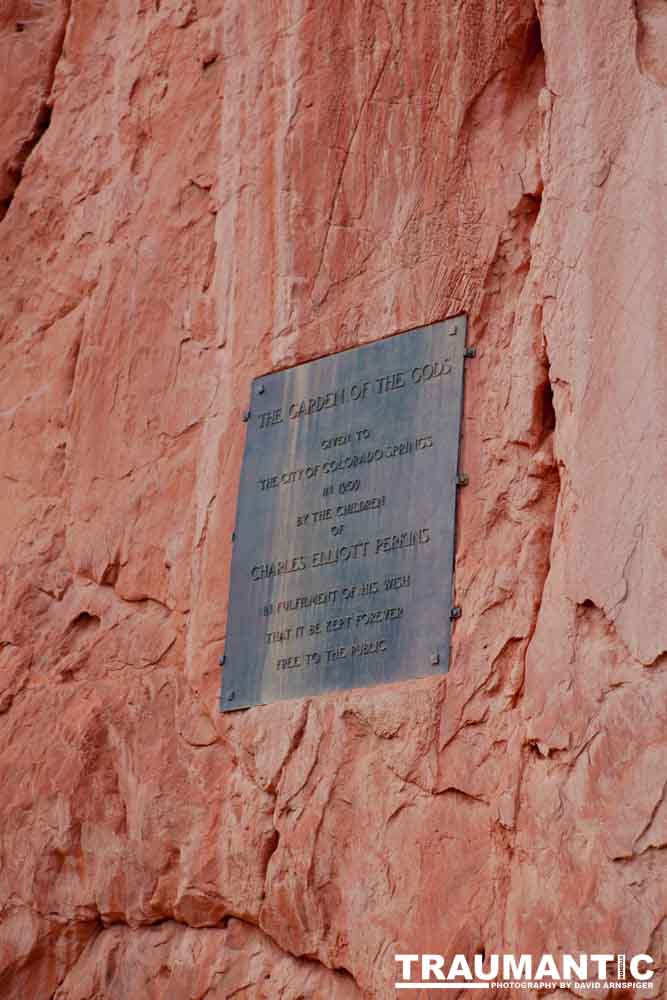 THE GARDEN OF THE GODS
GIVEN TO
THE CITY OF COLORADO SPRINGS
IN 1909
BY THE CHILDREN
OF
CHARLES ELLIOTT PERKINS
IN FULFILMENT OF HIS WISH
THAT IT BE KEPT FOREVER
FREE TO THE PUBLIC
TRAUMANTIC
PHOTOGRAPHY BY DAVID ARNSPIGER